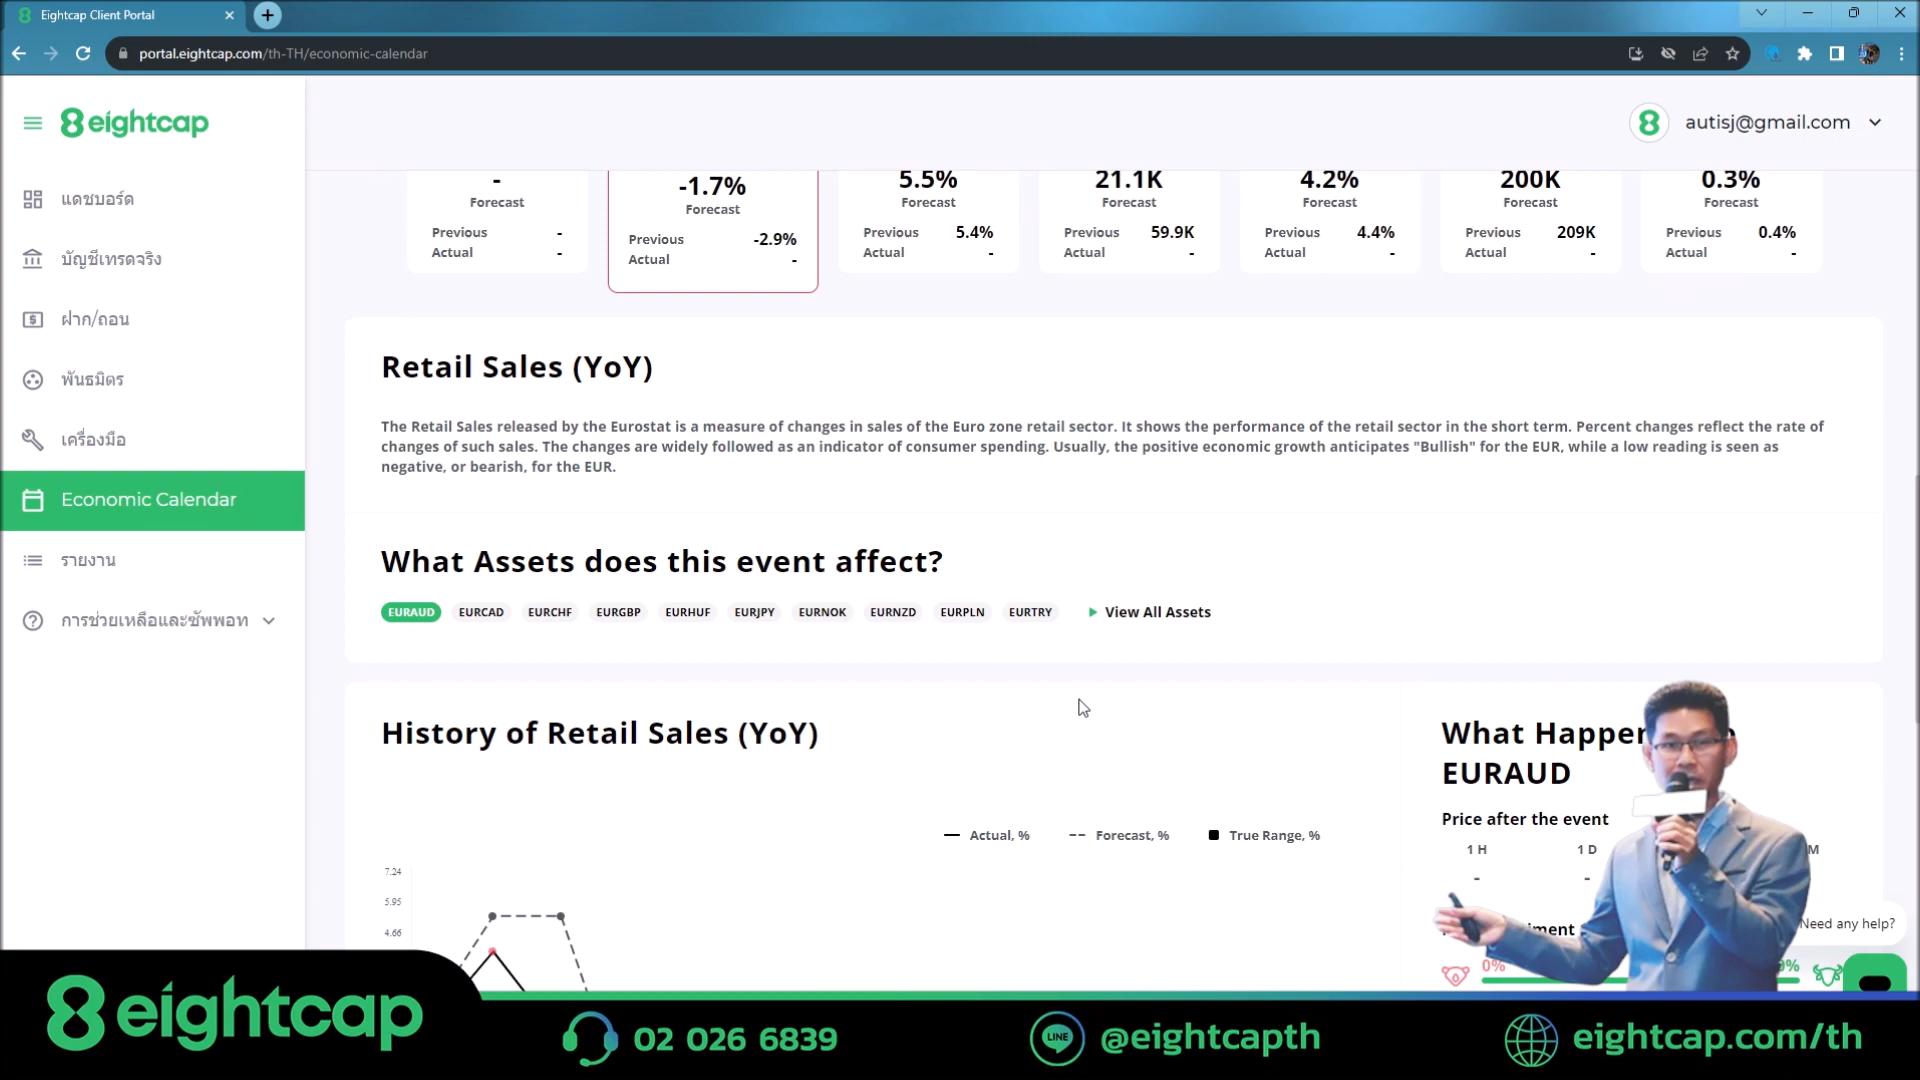 Eightcap Client Portal
portal.eightcap.com/th-TH/economic-calendar
eightcap
autisj@gmail.com
แดชบอร์ด
บัญชีเทรดจริง
ฝาก/ถอน
พันธมิตร
เครื่องมือ
Economic Calendar
รายงาน
การช่วยเหลือและซัพพอท
-
Forecast
Previous -
Actual -
-1.7%
Forecast
Previous -2.9%
Actual -
5.5%
Forecast
Previous 5.4%
Actual -
21.1K
Forecast
Previous 59.9K
Actual -
4.2%
Forecast
Previous 4.4%
Actual -
200K
Forecast
Previous 209K
Actual -
0.3%
Forecast
Previous 0.4%
Actual -
Retail Sales (YoY)
The Retail Sales released by the Eurostat is a measure of changes in sales of the Euro zone retail sector. It shows the performance of the retail sector in the short term. Percent changes reflect the rate of
changes of such sales. The changes are widely followed as an indicator of consumer spending. Usually, the positive economic growth anticipates "Bullish" for the EUR, while a low reading is seen as
negative, or bearish, for the EUR.
What Assets does this event affect?
EURAUD EURCAD EURCHF EURGBP EURHUF EURJPY EURNOK EURNZD EURPLN EURTRY View All Assets
History of Retail Sales (YoY)
Actual, % Forecast, % True Range, %
7.24
5.95
4.66
What Happen
EURAUD
Price after the event
1 H 1 D M
- -
iment
0% %
Need any help?
eightcap
02 026 6839
LINE
@eightcapth
eightcap.com/th